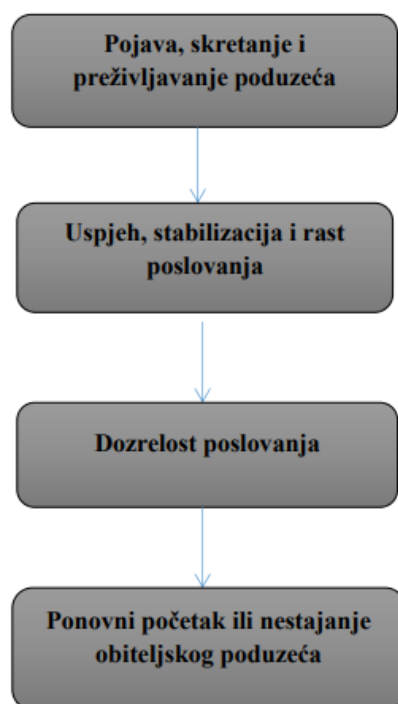 Pojava, skretanje i
preživljavanje poduzeća
Uspjeh, stabilizacija i rast
poslovanja
Dozrelost poslovanja
Ponovni početak ili nestajanje
obiteljskog poduzeća